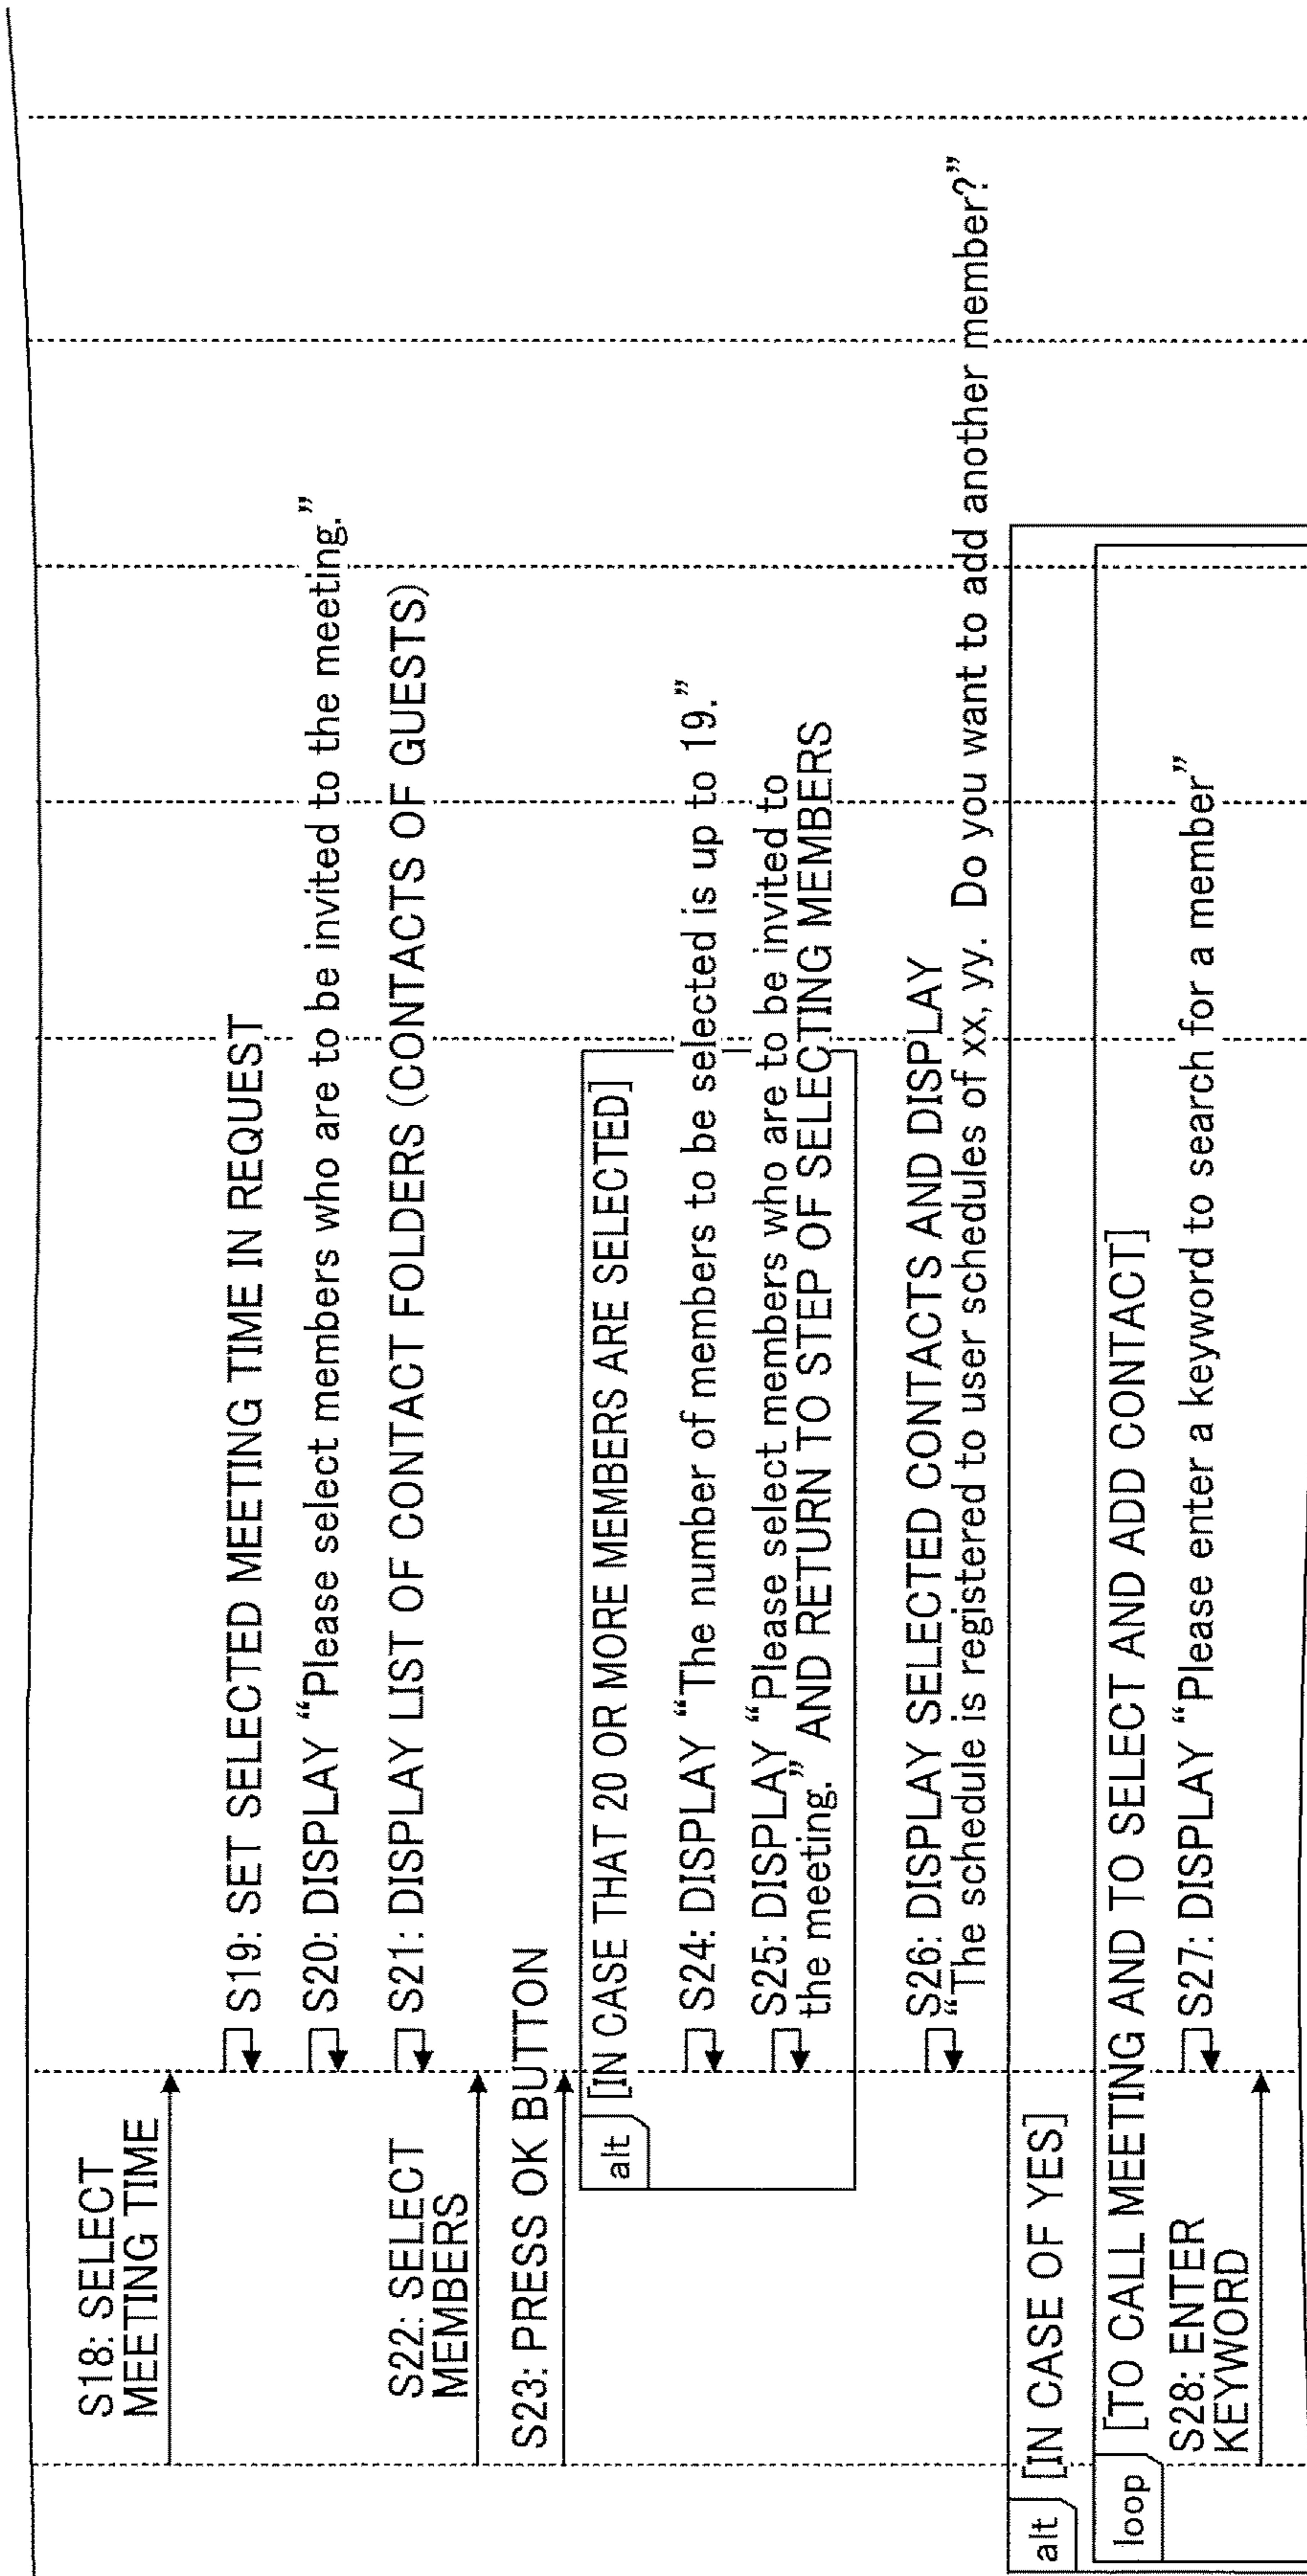 S18: SELECT
MEETING TIME
S19: SET SELECTED MEETING TIME IN REQUEST
S20: DISPLAY “Please select members who are to be invited to the meeting.”
S21: DISPLAY LIST OF CONTACT FOLDERS (CONTACTS OF GUESTS)
S22: SELECT
MEMBERS
S23: PRESS OK BUTTON
alt [IN CASE THAT 20 OR MORE MEMBERS ARE SELECTED]
S24: DISPLAY “The number of members to be selected is up to 19.”
S25: DISPLAY “Please select members who are to be invited to
the meeting.” AND RETURN TO STEP OF SELECTING MEMBERS
S26: DISPLAY SELECTED CONTACTS AND DISPLAY
“The schedule is registered to user schedules of xx, yy. Do you want to add another member?”
alt [IN CASE OF YES]
loop [TO CALL MEETING AND TO SELECT AND ADD CONTACT]
S27: DISPLAY “Please enter a keyword to search for a member”
S28: ENTER
KEYWORD